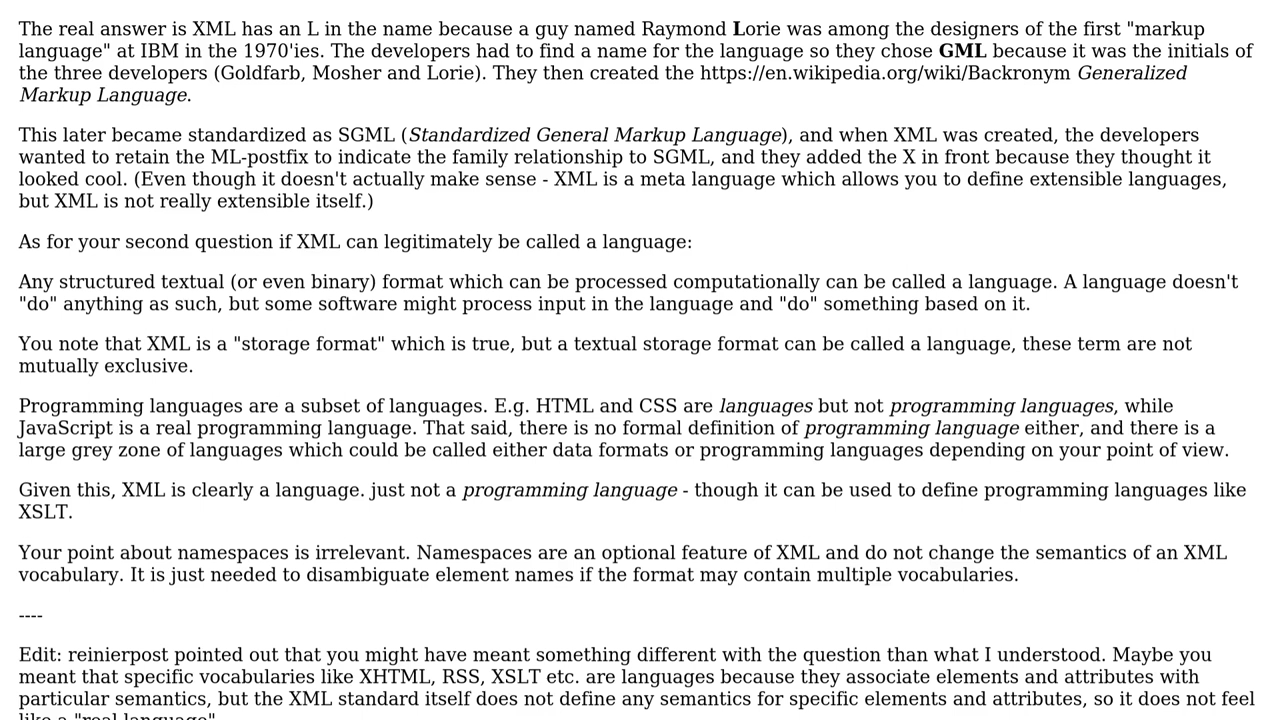 The real answer is XML has an L in the name because a guy named Raymond Lorie was among the designers of the first "markup
language" at IBM in the 1970'ies. The developers had to find a name for the language so they chose GML because it was the initials of
the three developers (Goldfarb, Mosher and Lorie). They then created the https://en.wikipedia.org/wiki/Backronym Generalized
Markup Language.
This later became standardized as SGML (Standardized General Markup Language), and when XML was created, the developers
wanted to retain the ML-postfix to indicate the family relationship to SGML, and they added the X in front because they thought it
looked cool. (Even though it doesn't actually make sense - XML is a meta language which allows you to define extensible languages,
but XML is not really extensible itself.)
As for your second question if XML can legitimately be called a language:
Any structured textual (or even binary) format which can be processed computationally can be called a language. A language doesn't
"do" anything as such, but some software might process input in the language and "do" something based on it.
You note that XML is a "storage format" which is true, but a textual storage format can be called a language, these term are not
mutually exclusive.
Programming languages are a subset of languages. E.g. HTML and CSS are languages but not programming languages, while
JavaScript is a real programming language. That said, there is no formal definition of programming language either, and there is a
large grey zone of languages which could be called either data formats or programming languages depending on your point of view.
Given this, XML is clearly a language. just not a programming language - though it can be used to define programming languages like
XSLT.
Your point about namespaces is irrelevant. Namespaces are an optional feature of XML and do not change the semantics of an XML
vocabulary. It is just needed to disambiguate element names if the format may contain multiple vocabularies.
----
Edit: reinierpost pointed out that you might have meant something different with the question than what I understood. Maybe you
meant that specific vocabularies like XHTML, RSS, XSLT etc. are languages because they associate elements and attributes with
particular semantics, but the XML standard itself does not define any semantics for specific elements and attributes, so it does not feel
like a "real language".